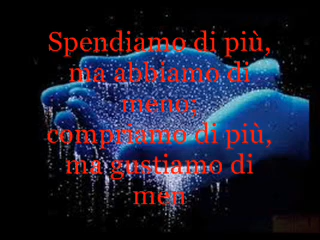 Spendiamo di più,
ma abbiamo di
meno;
compriamo di più,
ma gustiamo di
men